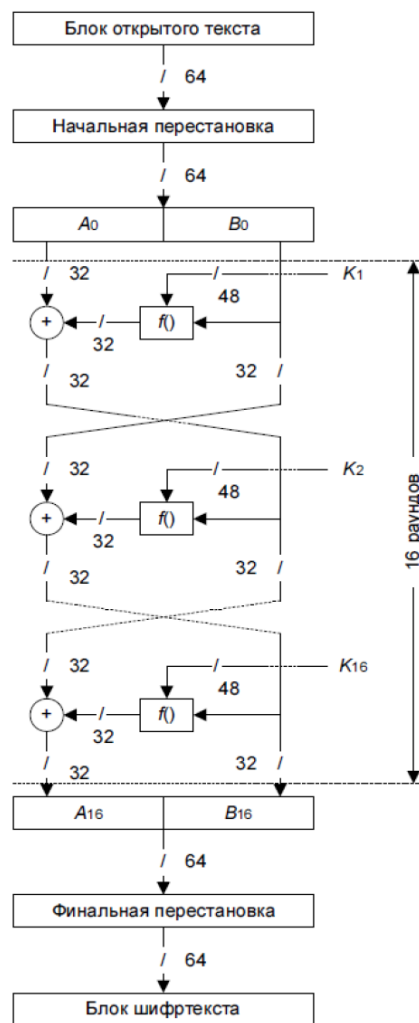 Блок открытого текста
/ 64
Начальная перестановка
/ 64
A0 B0
/ 32 / K1
48
+ / f()
32
/ 32 32 /
/ 32 / K2
48
+ / f()
32
/ 32 32 /
16 раундов
/ 32 / K16
48
+ / f()
32
/ 32 32 /
A16 B16
/ 64
Финальная перестановка
/ 64
Блок шифртекста